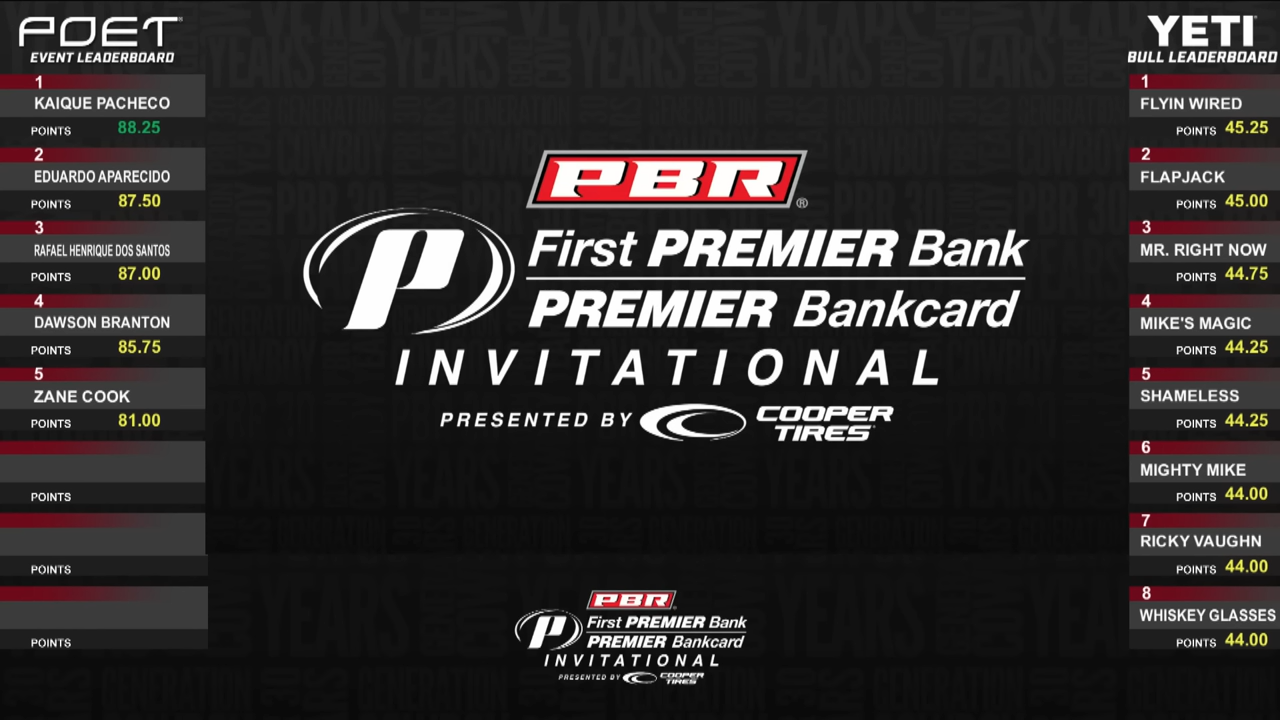 POET
EVENT LEADERBOARD
1
KAIQUE PACHECO
POINTS 88.25
2
EDUARDO APARECIDO
POINTS 87.50
3
RAFAEL HENRIQUE DOS SANTOS
POINTS 87.00
4
DAWSON BRANTON
POINTS 85.75
5
ZANE COOK
POINTS 81.00
POINTS
POINTS
POINTS
PBR®
P First PREMIER Bank
PREMIER Bankcard
INVITATIONAL
PRESENTED BY COOPER
TIRES
PBR
P First PREMIER Bank
PREMIER Bankcard
INVITATIONAL
PRESENTED BY COOPER
TIRES
YETI
BULL LEADERBOARD
1
FLYIN WIRED
POINTS 45.25
2
FLAPJACK
POINTS 45.00
3
MR. RIGHT NOW
POINTS 44.75
4
MIKE'S MAGIC
POINTS 44.25
5
SHAMELESS
POINTS 44.25
6
MIGHTY MIKE
POINTS 44.00
7
RICKY VAUGHN
POINTS 44.00
8
WHISKEY GLASSES
POINTS 44.00